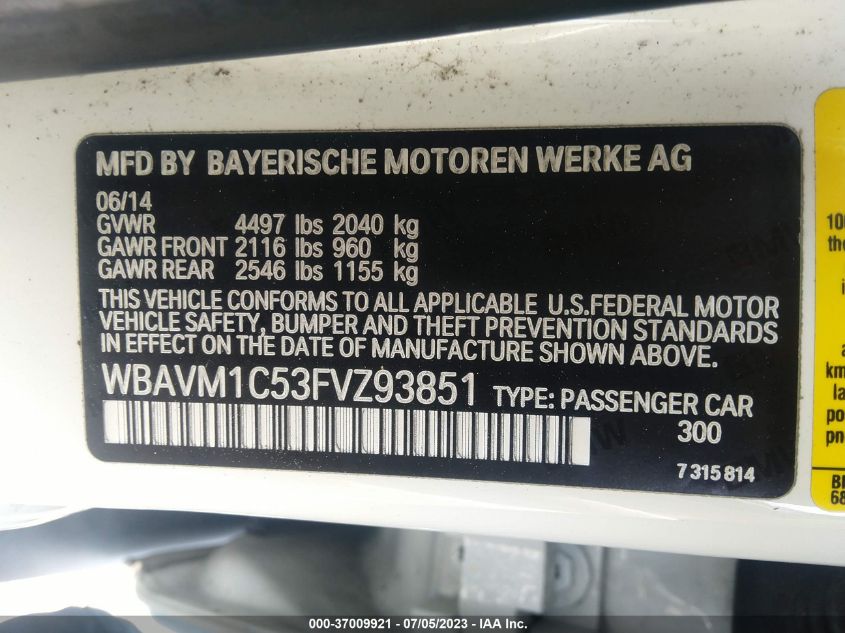 MFD BY BAYERISCHE MOTOREN WERKE AG
06/14
GVWR 4497 lbs 2040 kg
GAWR FRONT 2116 lbs 960 kg
GAWR REAR 2546 lbs 1155 kg
THIS VEHICLE CONFORMS TO ALL APPLICABLE U.S.FEDERAL MOTOR
VEHICLE SAFETY, BUMPER AND THEFT PREVENTION STANDARDS
IN EFFECT ON THE DATE OF MANUFACTURE SHOWN ABOVE.
WBAVM1C53FVZ93851 TYPE: PASSENGER CAR
300
7 315 814
000-37009921 / 07/05/2023 - IAA Inc.